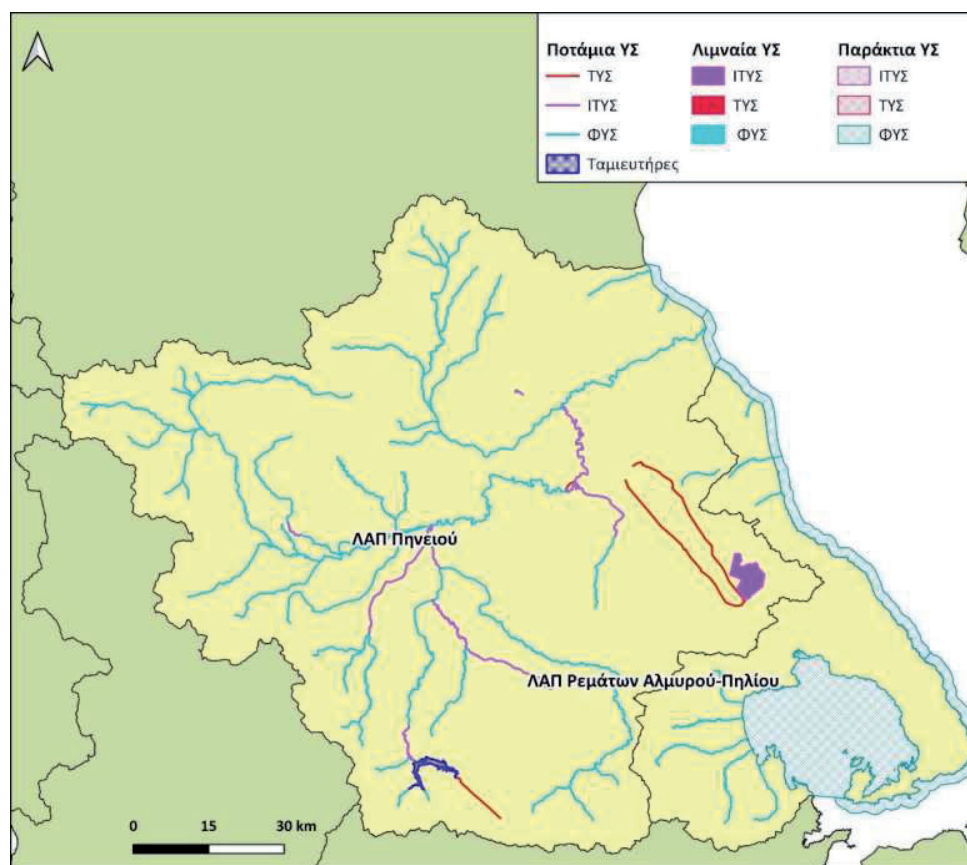 Ποτάμια ΥΣ
ΤΥΣ
ΙΤΥΣ
ΦΥΣ
Ταμιευτήρες
Λιμναία ΥΣ
ΙΤΥΣ
ΤΥΣ
ΦΥΣ
Παράκτια ΥΣ
ΙΤΥΣ
ΤΥΣ
ΦΥΣ
ΛΑΠ Πηνειού
ΛΑΠ Ρεμάτων Αλμυρού-Πηλίου
0 15 30 km